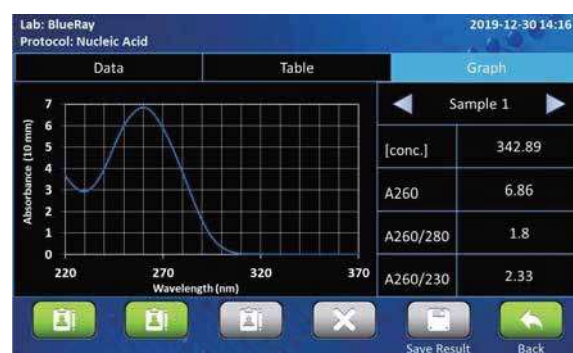 Lab: BlueRay
2019-12-30 14:16
Protocol: Nucleic Acid
Data
Table
Graph
7
6
5
4
3
2
1
0
Absorbance (10 mm)
220
270
320
370
Wavelength (nm)
Sample 1
[conc.]
342.89
A260
6.86
A260/280
1.8
A260/230
2.33
Save Result
Back